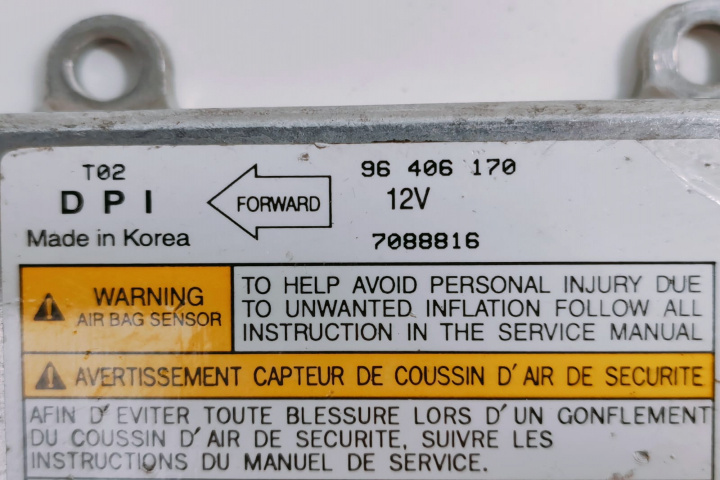 T02
96 406 170
DPI
FORWARD
12V
Made in Korea
7088816
WARNING
AIR BAG SENSOR
TO HELP AVOID PERSONAL INJURY DUE
TO UNWANTED INFLATION FOLLOW ALL
INSTRUCTION IN THE SERVICE MANUAL
AVERTISSEMENT CAPTEUR DE COUSSIN D'AIR DE SECURITE
AFIN D'EVITER TOUTE BLESSURE LORS D'UN GONFLEMENT
DU COUSSIN D'AIR DE SECURITE, SUIVRE LES
INSTRUCTIONS DU MANUEL DE SERVICE.